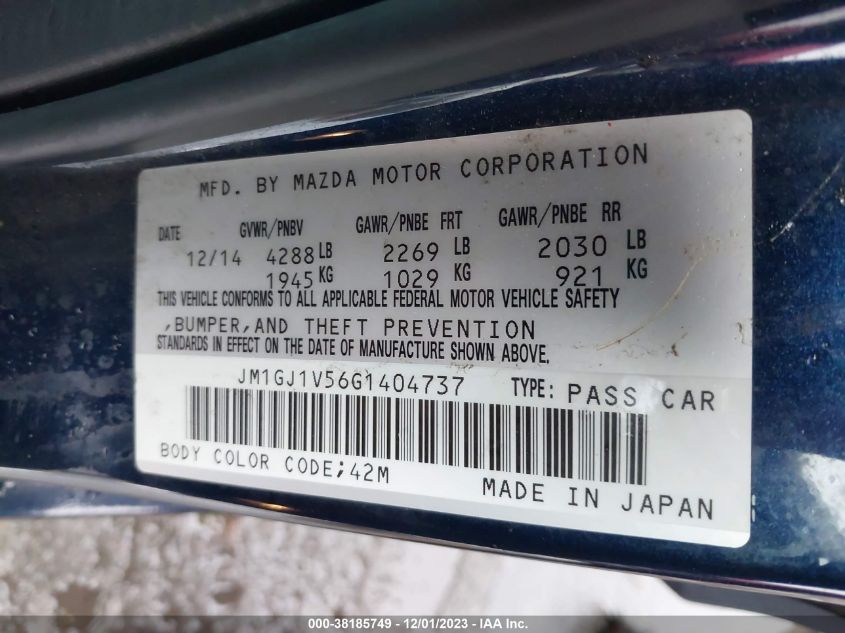 MFD. BY MAZDA MOTOR CORPORATION
DATE GVWR/PNBV GAWR/PNBE FRT GAWR/PNBE RR
12/14 4288 LB 2269 LB 2030 LB
1945 KG 1029 KG 921 KG
THIS VEHICLE CONFORMS TO ALL APPLICABLE FEDERAL MOTOR VEHICLE SAFETY
,BUMPER,AND THEFT PREVENTION
STANDARDS IN EFFECT ON THE DATE OF MANUFACTURE SHOWN ABOVE.
JM1GJ1V56G1404737 TYPE: PASS CAR
BODY COLOR CODE;42M
MADE IN JAPAN
000-38185749 - 12/01/2023 - IAAI.COM